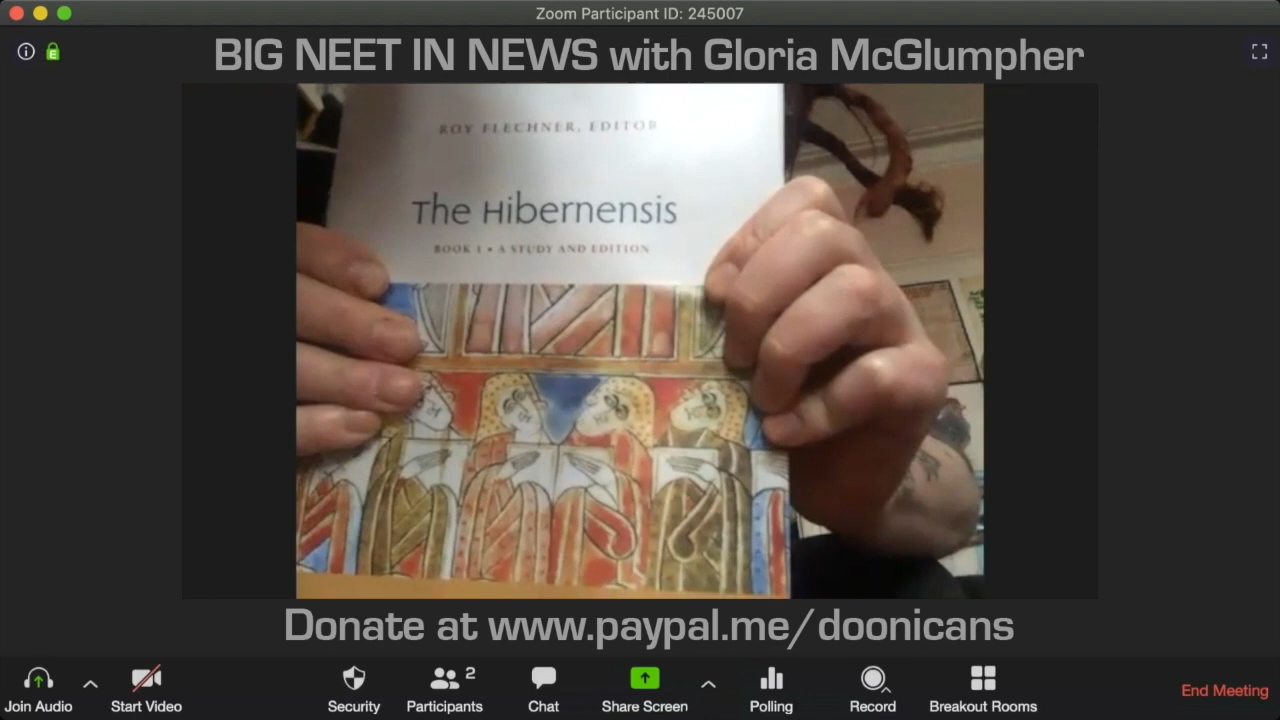 Zoom Participant ID: 245007
BIG NEET IN NEWS with Gloria McGlumpher
ROY FLECHNER, EDITOR
The Hibernensis
BOOK 1 • A STUDY AND EDITION
Donate at www.paypal.me/doonicans
2
Join Audio
Start Video
Security
Participants
Chat
Share Screen
Polling
Record
Breakout Rooms
End Meeting